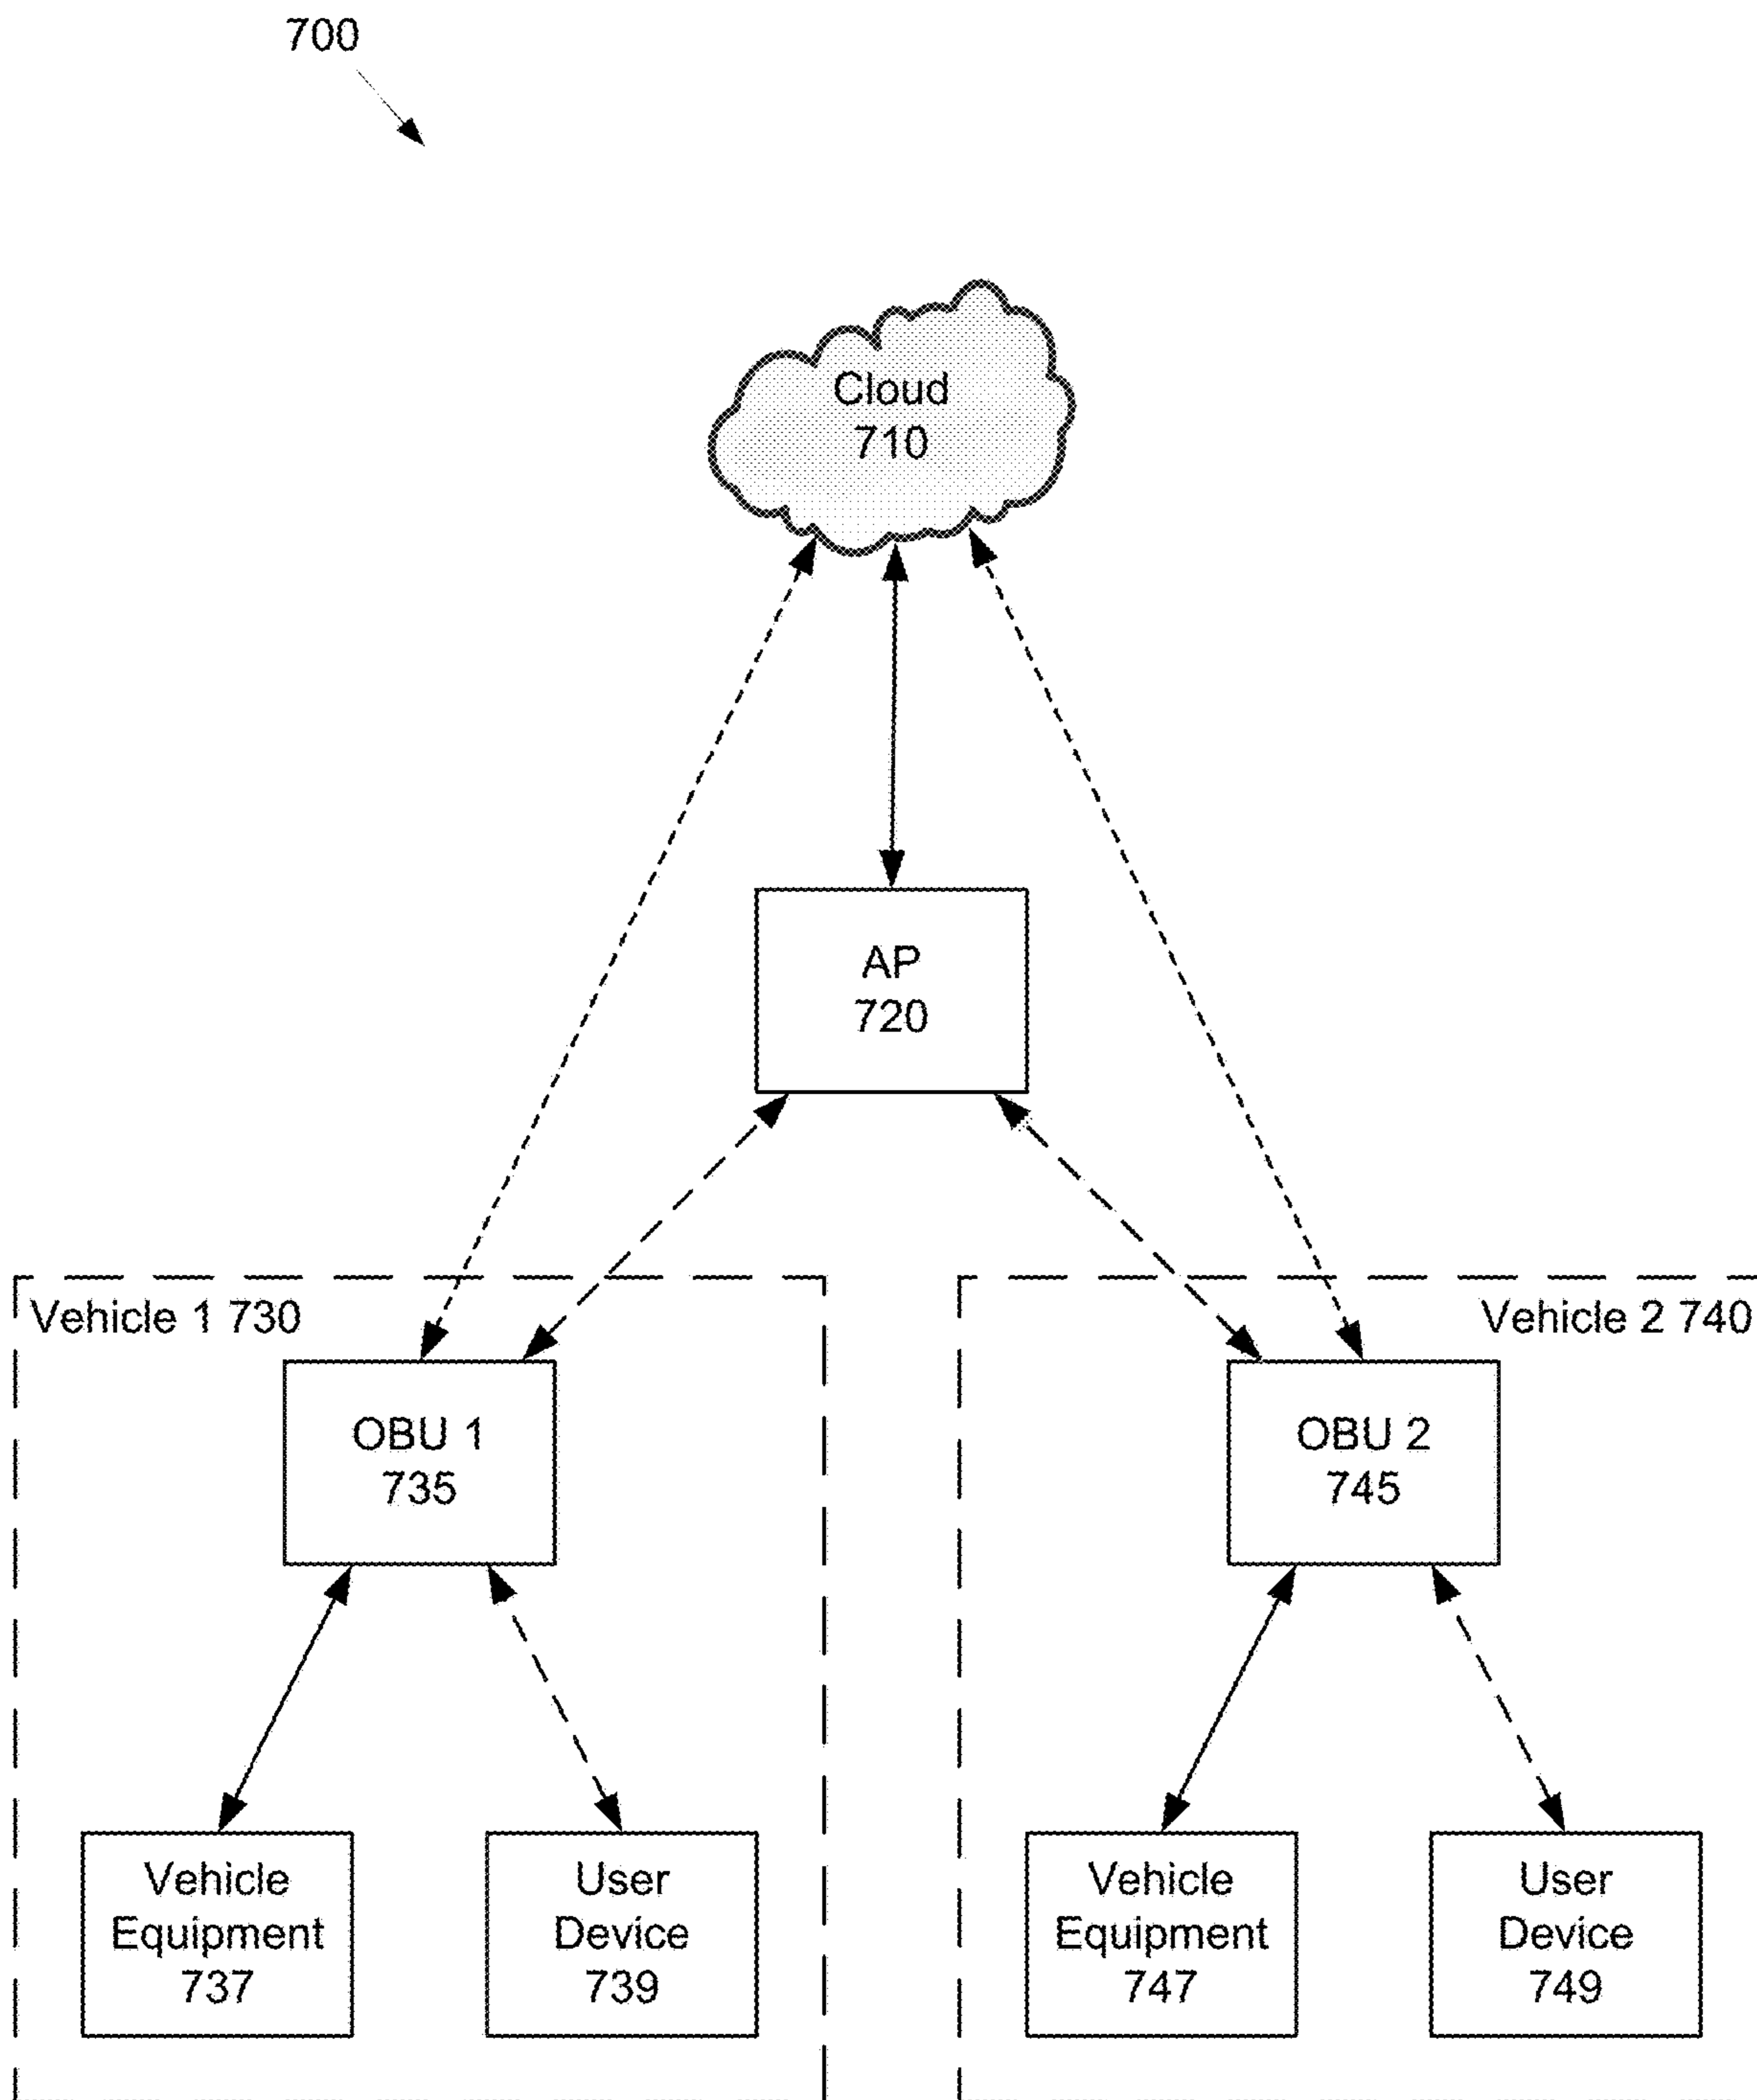 700
Cloud
710
AP
720
Vehicle 1 730
Vehicle 2 740
OBU 1
735
OBU 2
745
Vehicle
Equipment
737
User
Device
739
Vehicle
Equipment
747
User
Device
749